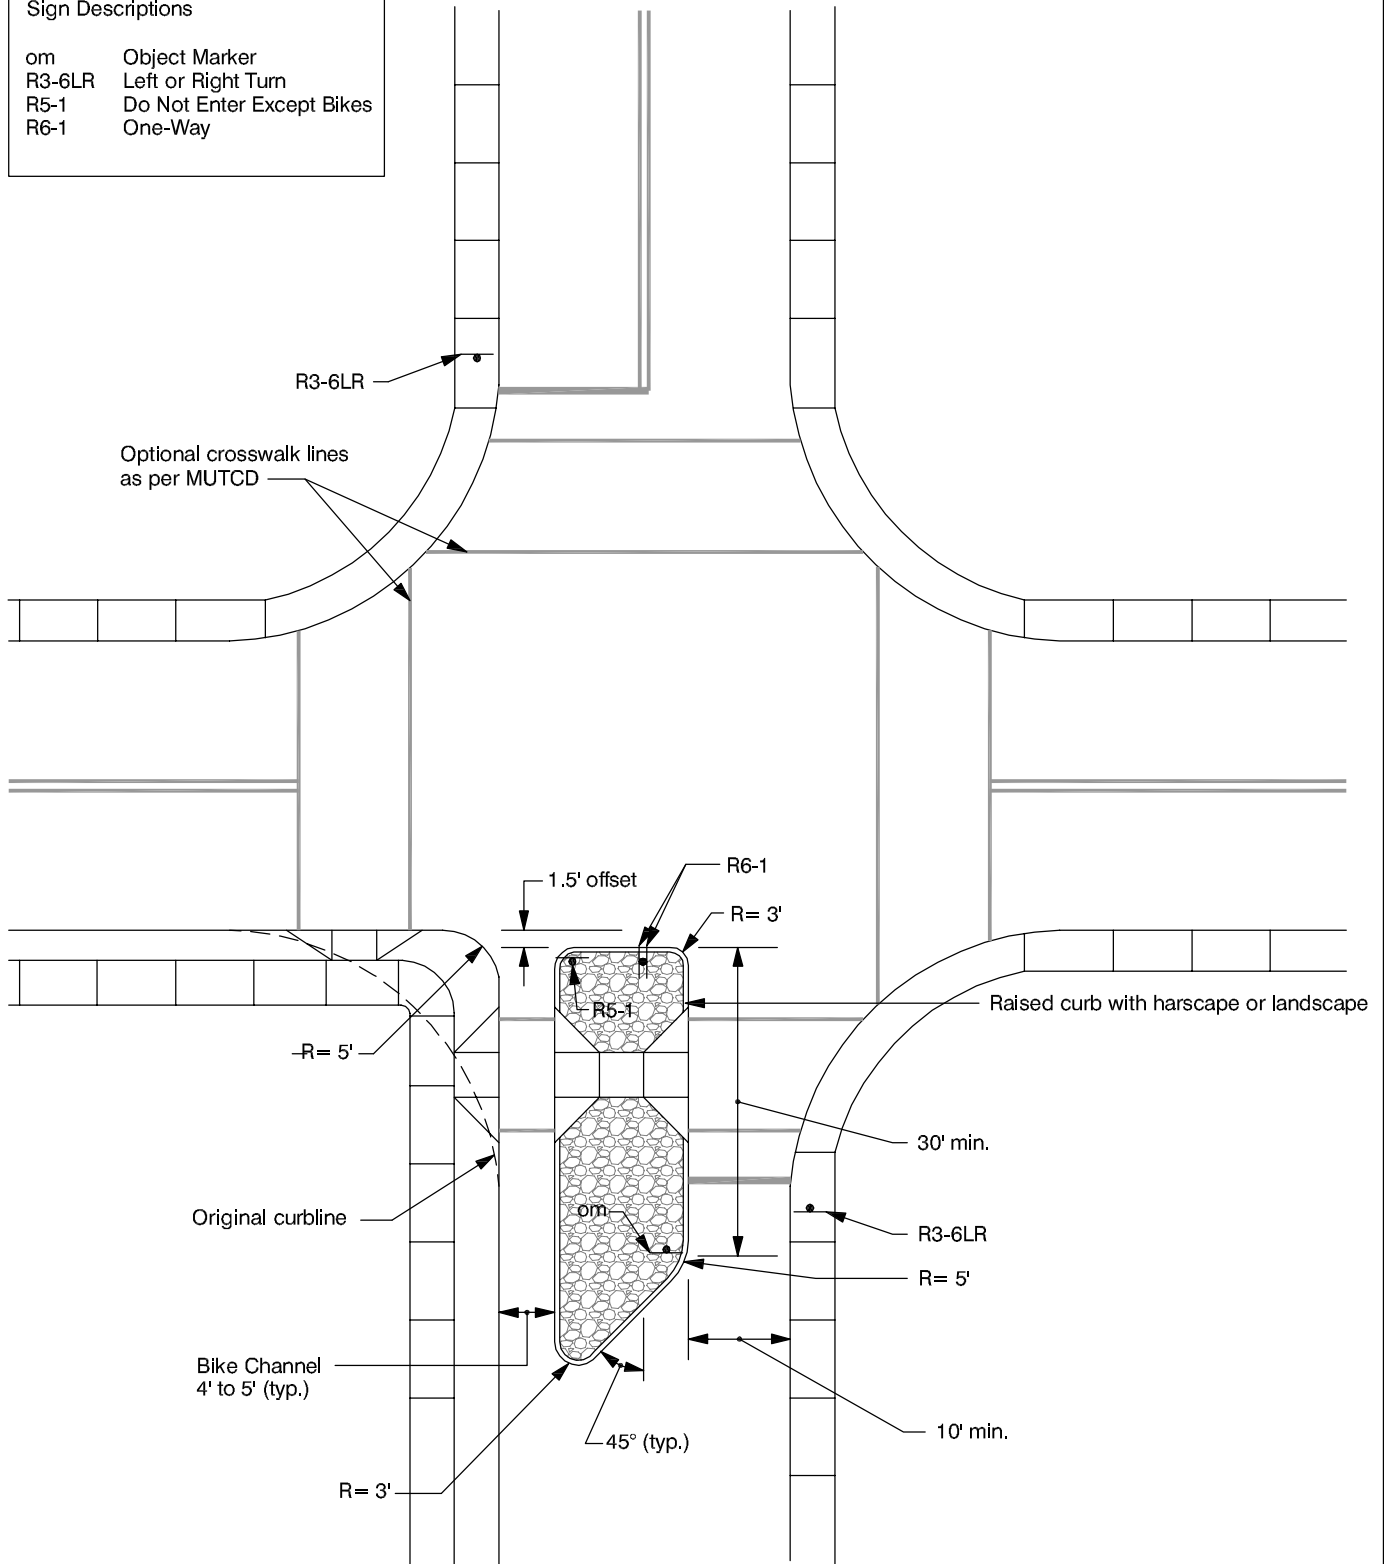 Sign Descriptions
om Object Marker
R3-6LR Left or Right Turn
R5-1 Do Not Enter Except Bikes
R6-1 One-Way
R3-6LR
Optional crosswalk lines
as per MUTCD
R6-1
1.5' offset
R= 3'
R5-1
Raised curb with harscape or landscape
R= 5'
30' min.
om
Original curbline
R3-6LR
R= 5'
Bike Channel
4' to 5' (typ.)
10' min.
45° (typ.)
R= 3'